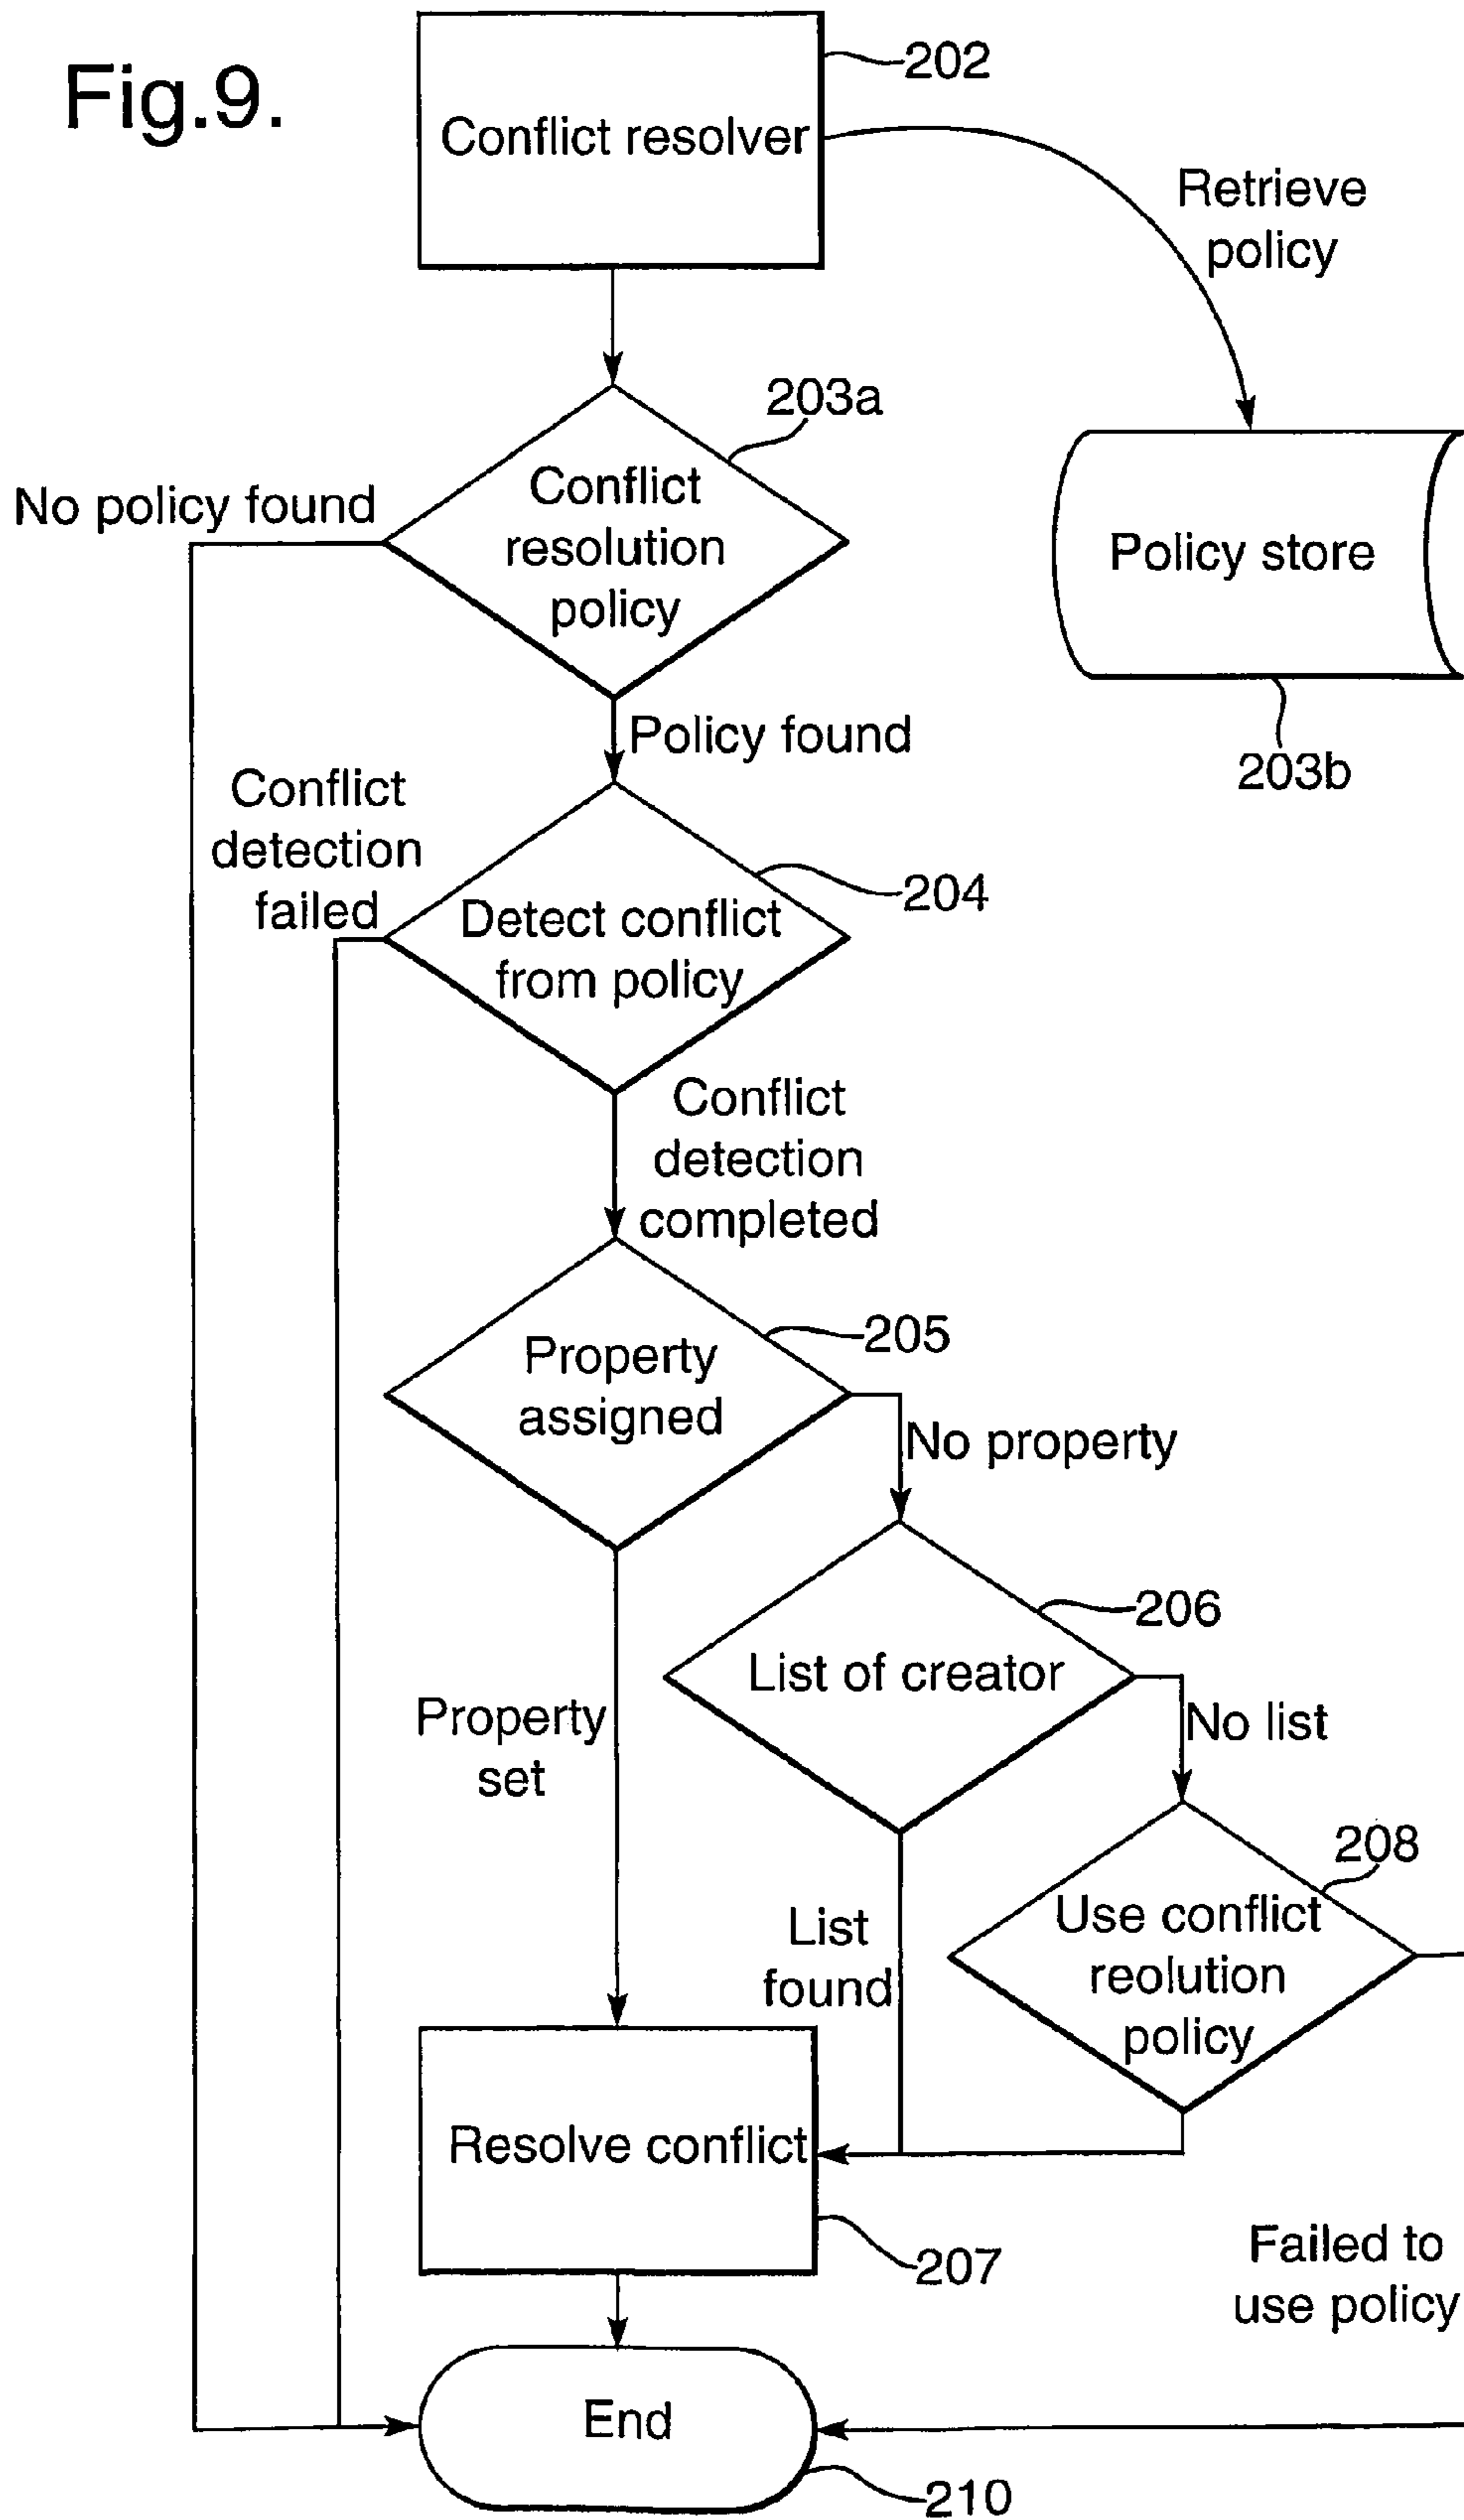 Fig.9.
202
Conflict resolver
Retrieve
policy
203a
Conflict
resolution
policy
No policy found
Policy store
203b
Policy found
Conflict
detection
failed
204
Detect conflict
from policy
Conflict
detection
completed
205
Property
assigned
No property
206
List of creator
Property
set
No list
208
Use conflict
reolution
policy
List
found
Resolve conflict
207
Failed to
use policy
End
210